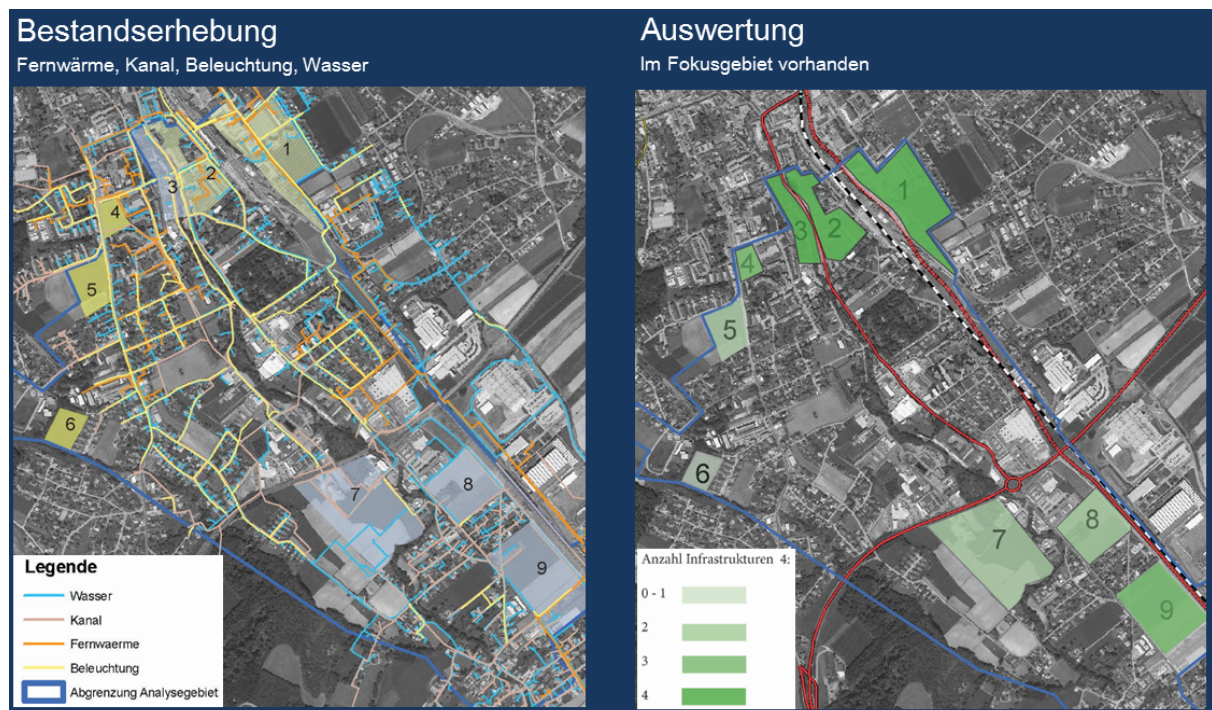 Bestandserhebung
Fernwärme, Kanal, Beleuchtung, Wasser
1
2
3
4
5
6
7
8
9
Legende
Wasser
Kanal
Fernwaerme
Beleuchtung
Abgrenzung Analysegebiet
Auswertung
Im Fokusgebiet vorhanden
1
2
3
4
5
6
7
8
9
Anzahl Infrastrukturen 4:
0 - 1
2
3
4